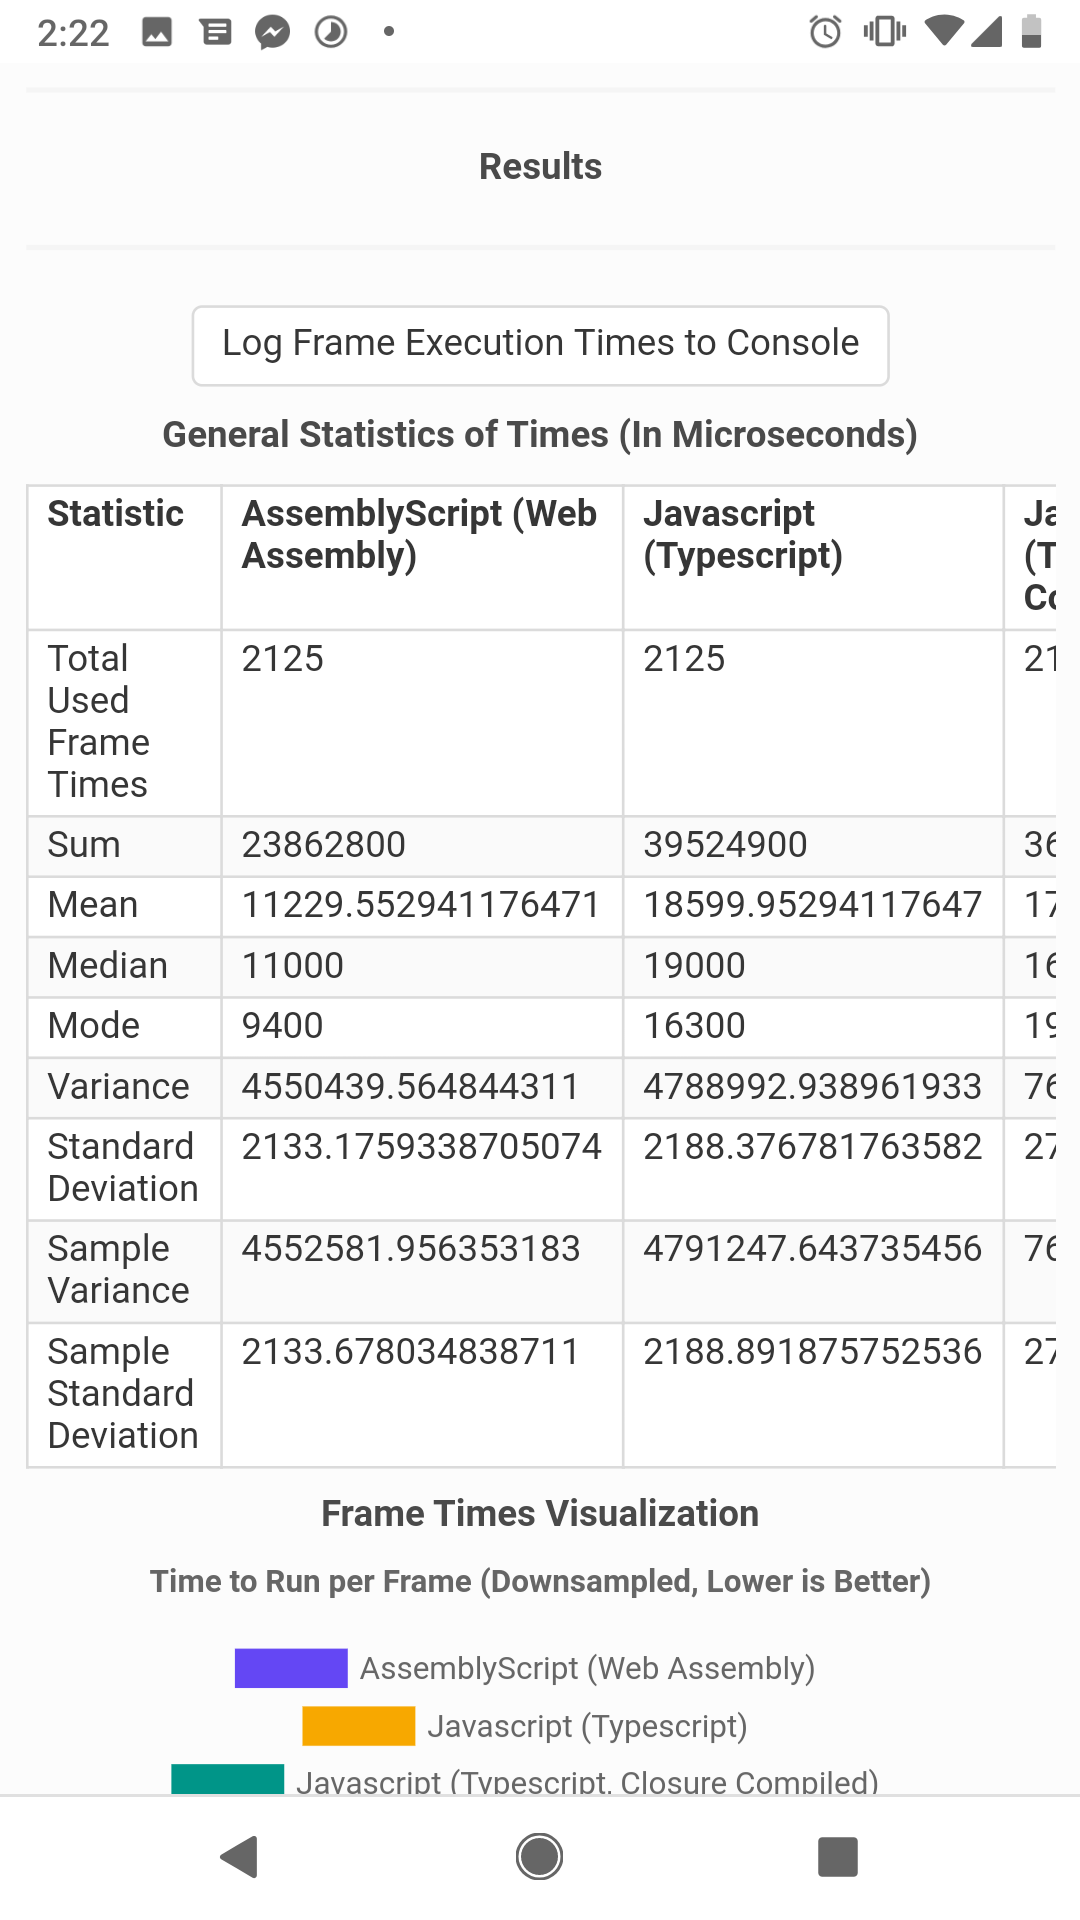 2:22
Results
Log Frame Execution Times to Console
General Statistics of Times (In Microseconds)
Statistic
AssemblyScript (Web
Assembly)
Javascript
(Typescript)
Ja
(T
Co
Total
Used
Frame
Times
2125
2125
21
Sum
23862800
39524900
36
Mean
11229.552941176471
18599.95294117647
17
Median
11000
19000
16
Mode
9400
16300
19
Variance
4550439.564844311
4788992.938961933
76
Standard
Deviation
2133.1759338705074
2188.376781763582
27
Sample
Variance
4552581.956353183
4791247.643735456
76
Sample
Standard
Deviation
2133.678034838711
2188.891875752536
27
Frame Times Visualization
Time to Run per Frame (Downsampled, Lower is Better)
AssemblyScript (Web Assembly)
Javascript (Typescript)
Javascript (Typescript, Closure Compiled)